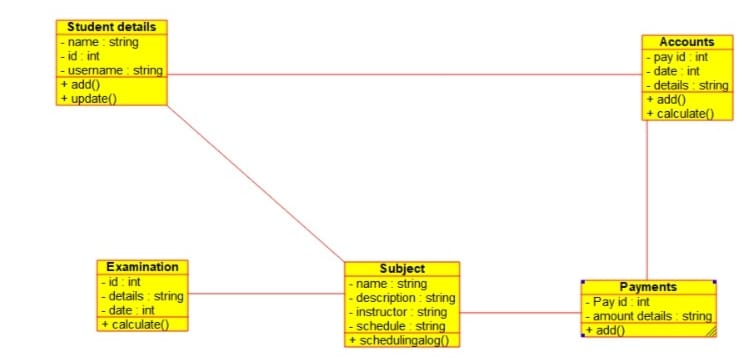 Student details
- name : string
- id : int
- username : string
+ add()
+ update()
Accounts
- pay id : int
- date : int
- details : string
+ add()
+ calculate()
Examination
- id : int
- details : string
- date : int
+ calculate()
Subject
- name : string
- description : string
- instructor : string
- schedule : string
+ schedulingalog()
Payments
- Pay id : int
- amount details : string
+ add()